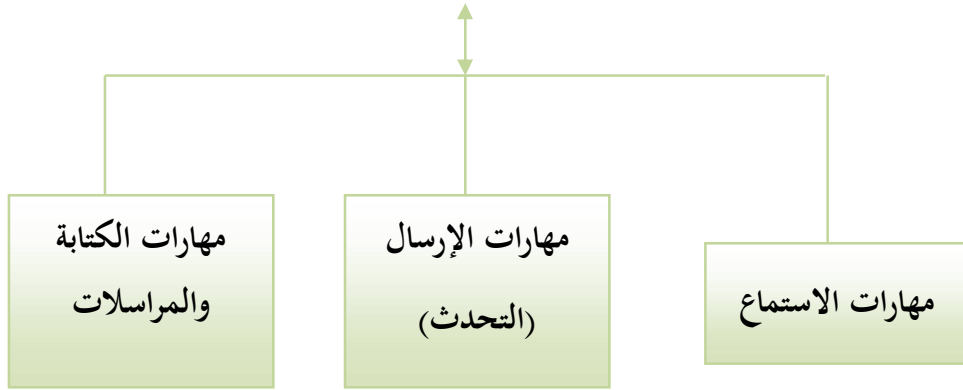 مهارات الاستماع
مهارات الإرسال
(التحدث)
مهارات الكتابة
والمراسلات